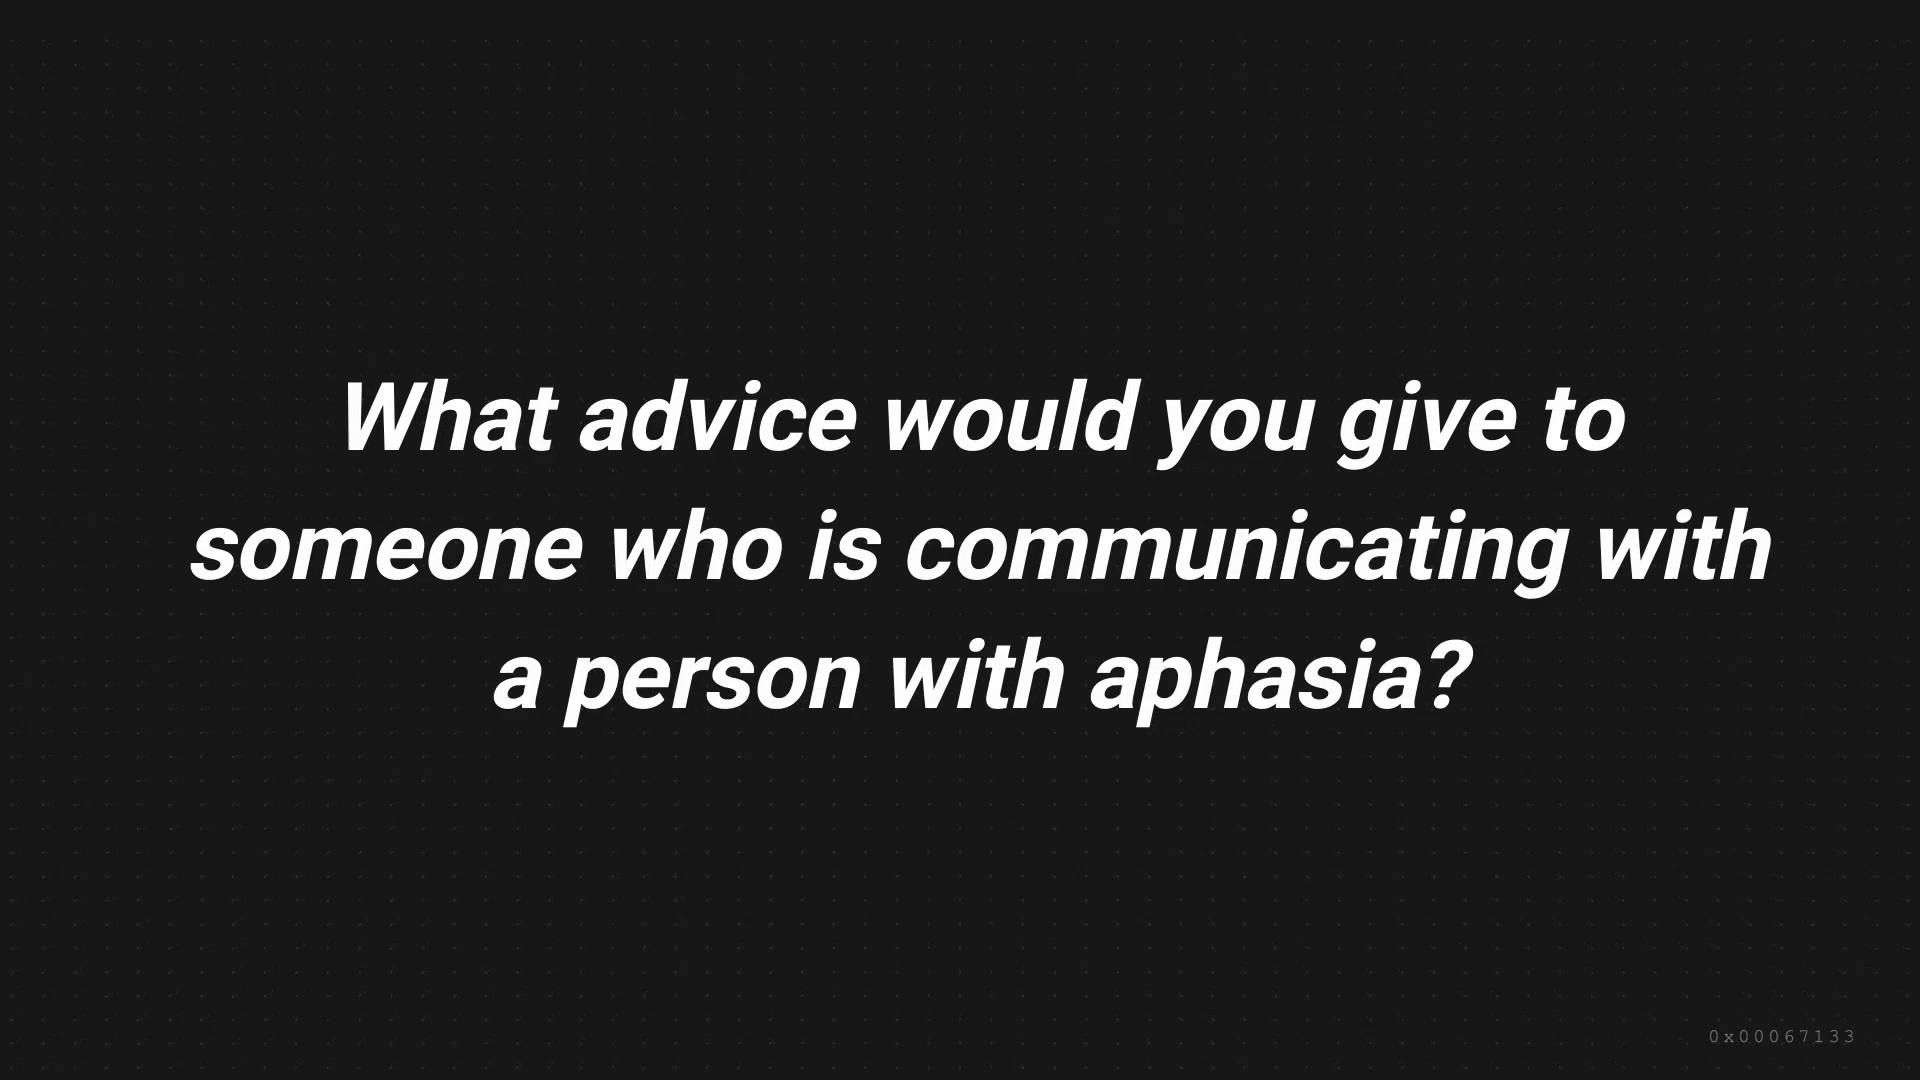 What advice would you give to
someone who is communicating with
a person with aphasia?
0x00067133